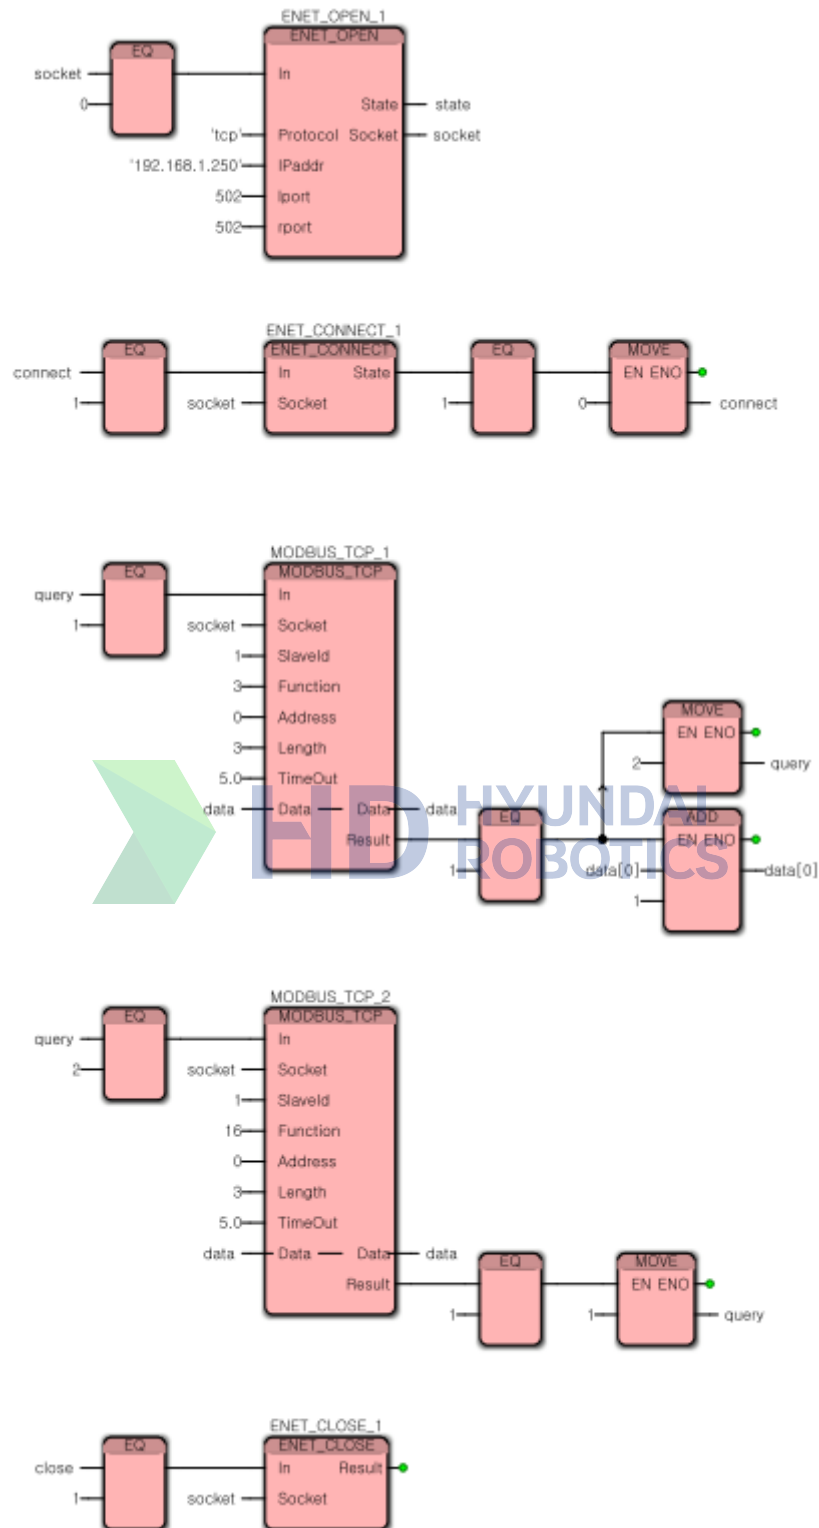 ENET_OPEN_1
ENET_OPEN
EQ
socket In
0
State state
'tcp' Protocol Socket socket
'192.168.1.250' IPaddr
502 lport
502 rport
ENET_CONNECT_1
EQ ENET_CONNECT EQ MOVE
connect In State EN ENO
1 socket Socket 1 0 connect
MODBUS_TCP_1
EQ MODBUS_TCP
query In
1 socket Socket
1 SlaveId
3 Function
MOVE
0 Address EN ENO
3 Length 2 query
5.0 TimeOut
data Data Data data EQ ADD
HD HYUNDAI
ROBOTICS
Result EN ENO
1 data[0] data[0]
1
MODBUS_TCP_2
EQ MODBUS_TCP
query In
2 socket Socket
1 SlaveId
16 Function
0 Address
3 Length
5.0 TimeOut
data Data Data data EQ MOVE
Result EN ENO
1 1 query
ENET_CLOSE_1
EQ ENET_CLOSE
close In Result
1 socket Socket